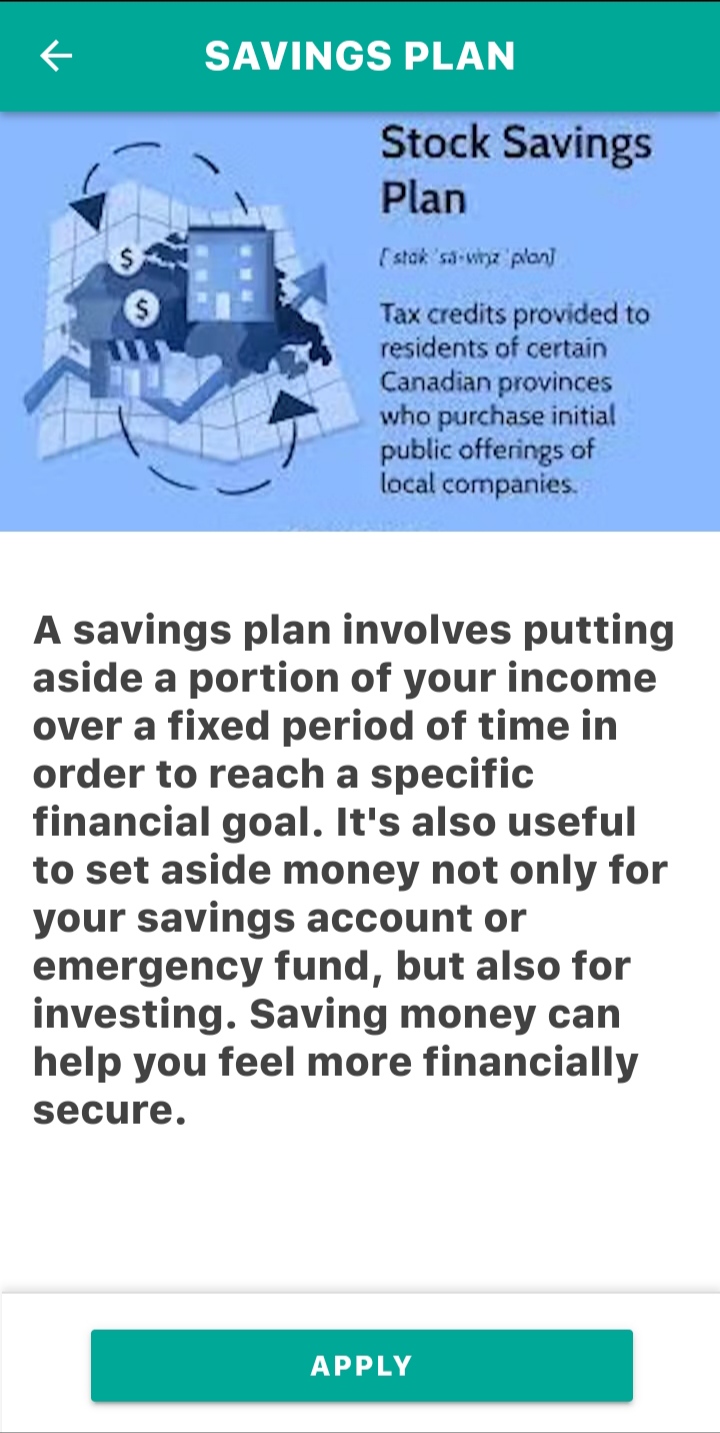 SAVINGS PLAN
Stock Savings
Plan
[ˈstäk ˈsā-viŋz ˈplan]
Tax credits provided to
residents of certain
Canadian provinces
who purchase initial
public offerings of
local companies.
$
$
A savings plan involves putting
aside a portion of your income
over a fixed period of time in
order to reach a specific
financial goal. It's also useful
to set aside money not only for
your savings account or
emergency fund, but also for
investing. Saving money can
help you feel more financially
secure.
APPLY